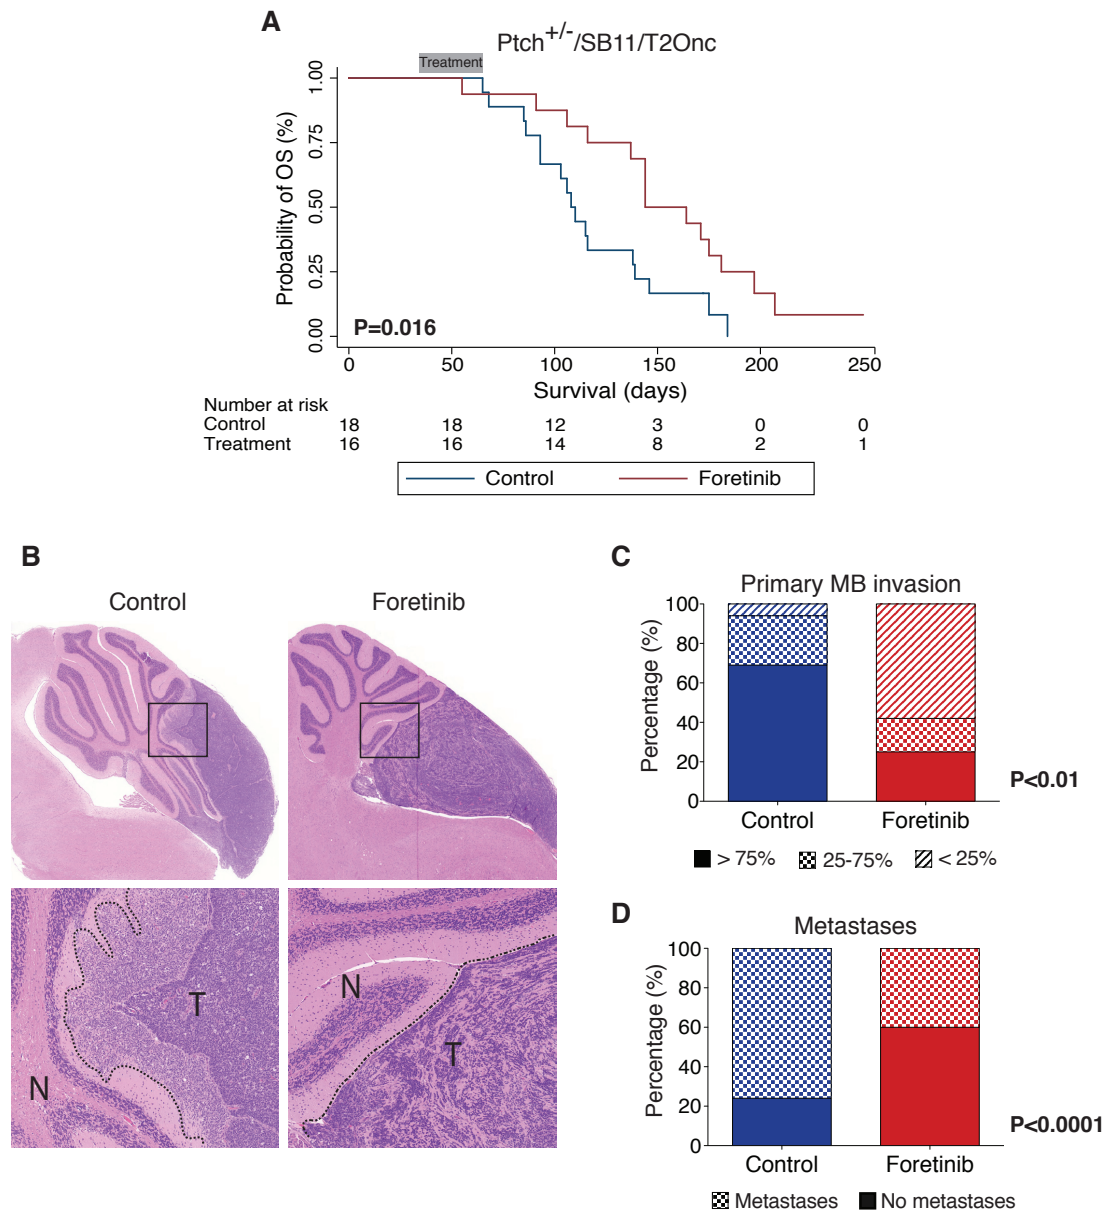 A
Ptch+/-/SB11/T2Onc
Treatment
Probability of OS (%)
1.00
0.75
0.50
0.25
0.00
P=0.016
0 50 100 150 200 250
Survival (days)
Number at risk
Control 18 18 12 3 0 0
Treatment 16 16 14 8 2 1
Control Foretinib
B
Control Foretinib
N T
N T
C
Primary MB invasion
Percentage (%)
100
80
60
40
20
0
Control Foretinib
P<0.01
> 75% 25-75% < 25%
D
Metastases
Percentage (%)
100
80
60
40
20
0
Control Foretinib
P<0.0001
Metastases No metastases